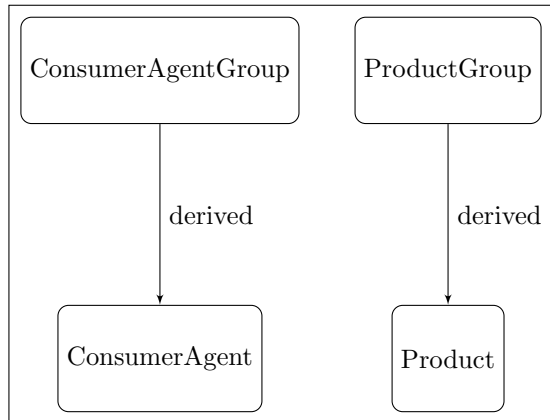 ConsumerAgentGroup
ProductGroup
derived
derived
ConsumerAgent
Product